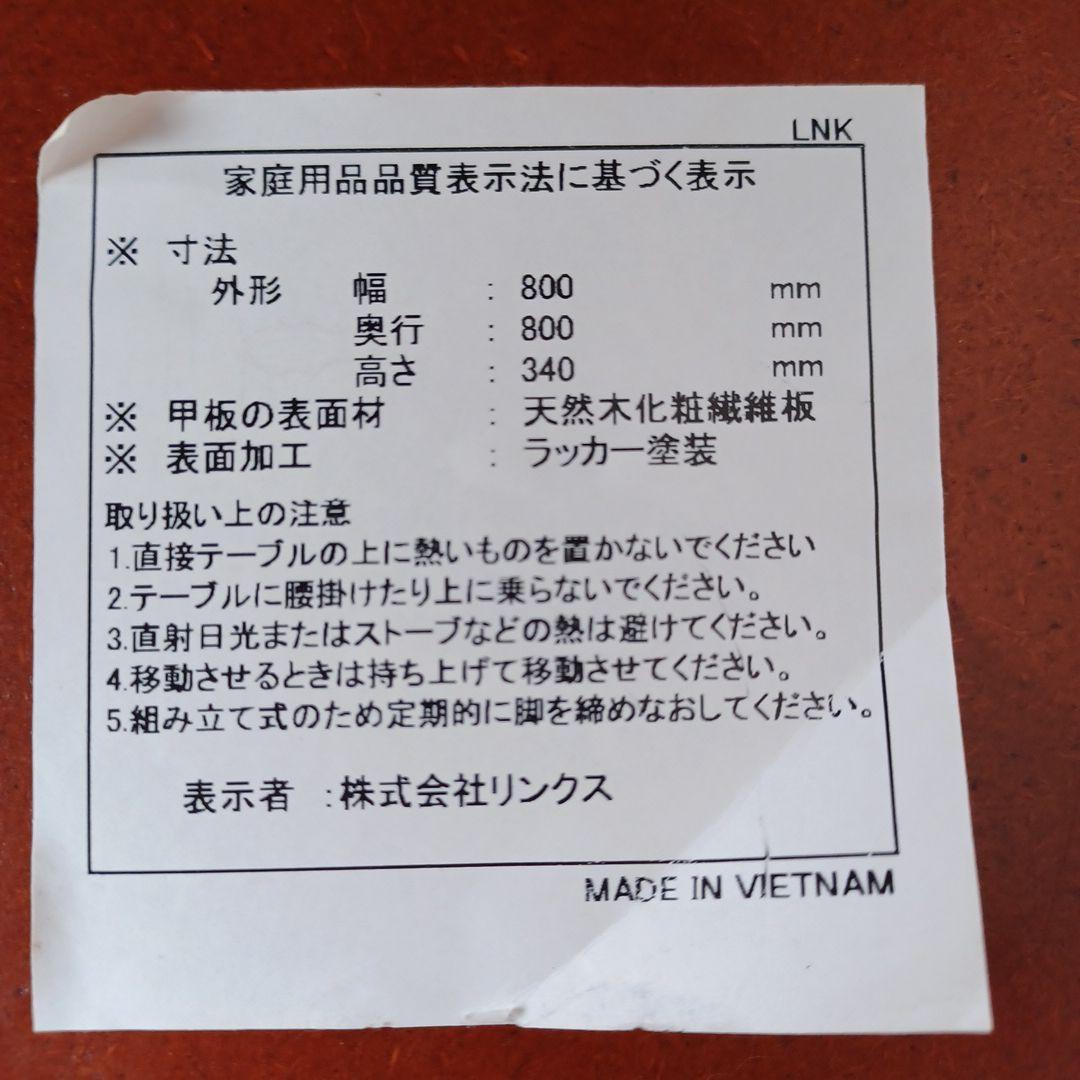 LNK
家庭用品品質表示法に基づく表示
※ 寸法
外形 幅 : 800 mm
奥行 : 800 mm
高さ : 340 mm
※ 甲板の表面材 : 天然木化粧繊維板
※ 表面加工 : ラッカー塗装
取り扱い上の注意
1.直接テーブルの上に熱いものを置かないでください
2.テーブルに腰掛けたり上に乗らないでください。
3.直射日光またはストーブなどの熱は避けてください。
4.移動させるときは持ち上げて移動させてください。
5.組み立て式のため定期的に脚を締めなおしてください。
表示者 :株式会社リンクス
MADE IN VIETNAM